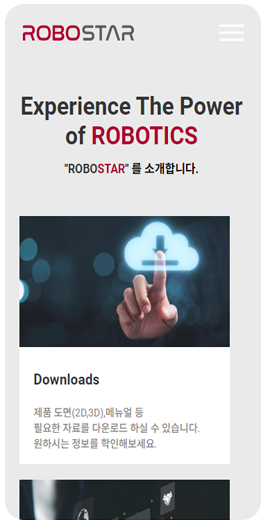 ROBOSTAR
Experience The Power
of ROBOTICS
"ROBOSTAR" 를 소개합니다.
Downloads
제품 도면(2D,3D),메뉴얼 등
필요한 자료를 다운로드 하실 수 있습니다.
원하시는 정보를 확인해보세요.